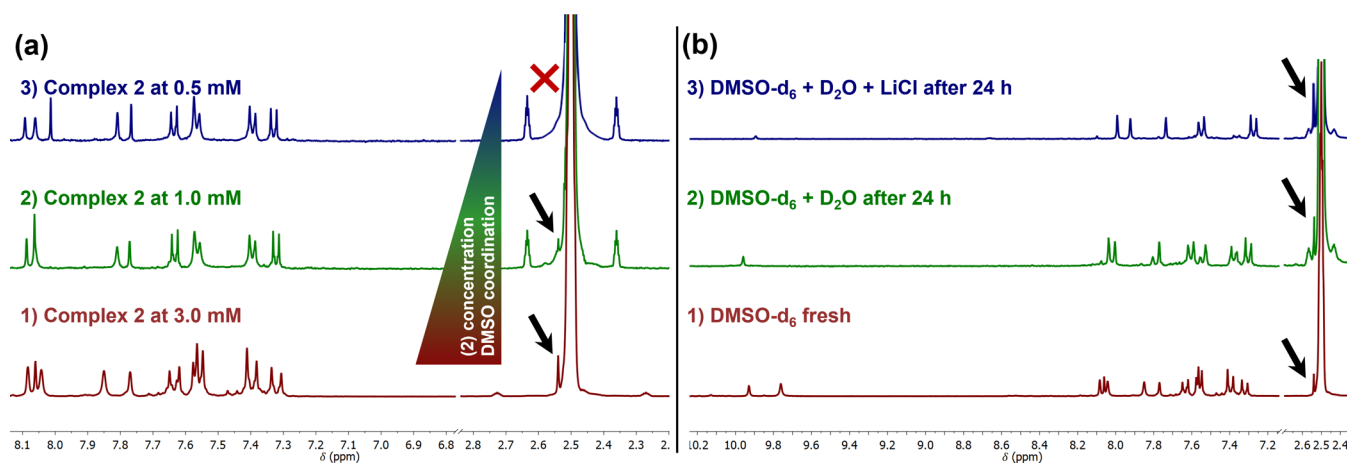 (a)
3) Complex 2 at 0.5 mM
2) Complex 2 at 1.0 mM
1) Complex 2 at 3.0 mM
(2) concentration
DMSO coordination
8.1 8.0 7.9 7.8 7.7 7.6 7.5 7.4 7.3 7.2 7.1 7.0 6.9 6.8 2.8 2.7 2.6 2.5 2.4 2.3 2.
δ (ppm)
(b)
3) DMSO-d6 + D2O + LiCl after 24 h
2) DMSO-d6 + D2O after 24 h
1) DMSO-d6 fresh
10.2 10.0 9.8 9.6 9.4 9.2 9.0 8.8 8.6 8.4 8.2 8.0 7.8 7.6 7.4 7.2 2.6 2.5 2.4
δ (ppm)